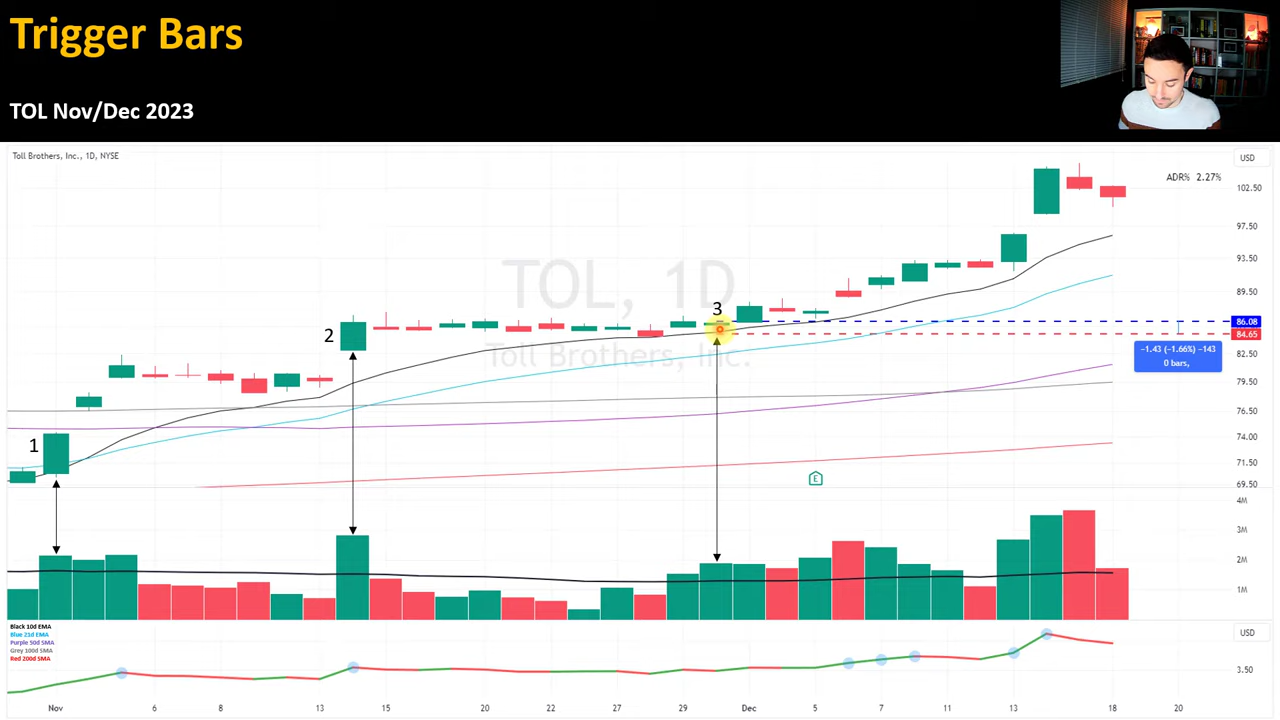 Trigger Bars
TOL Nov/Dec 2023
Toll Brothers, Inc., 1D, NYSE
USD
ADR% 2.27%
102.50
97.50
93.50
89.50
86.08
84.65
82.50
79.50
76.50
74.00
71.50
69.50
TOL, 1D
Toll Brothers, Inc.
1
2
3
−1.43 (−1.66%) −143
0 bars,
E
4M
3M
2M
1M
Black 10d EMA
Blue 21d EMA
Purple 50d SMA
Grey 100d SMA
Red 200d SMA
USD
3.50
Nov 6 8 13 15 20 22 27 29 Dec 5 7 11 13 18 20